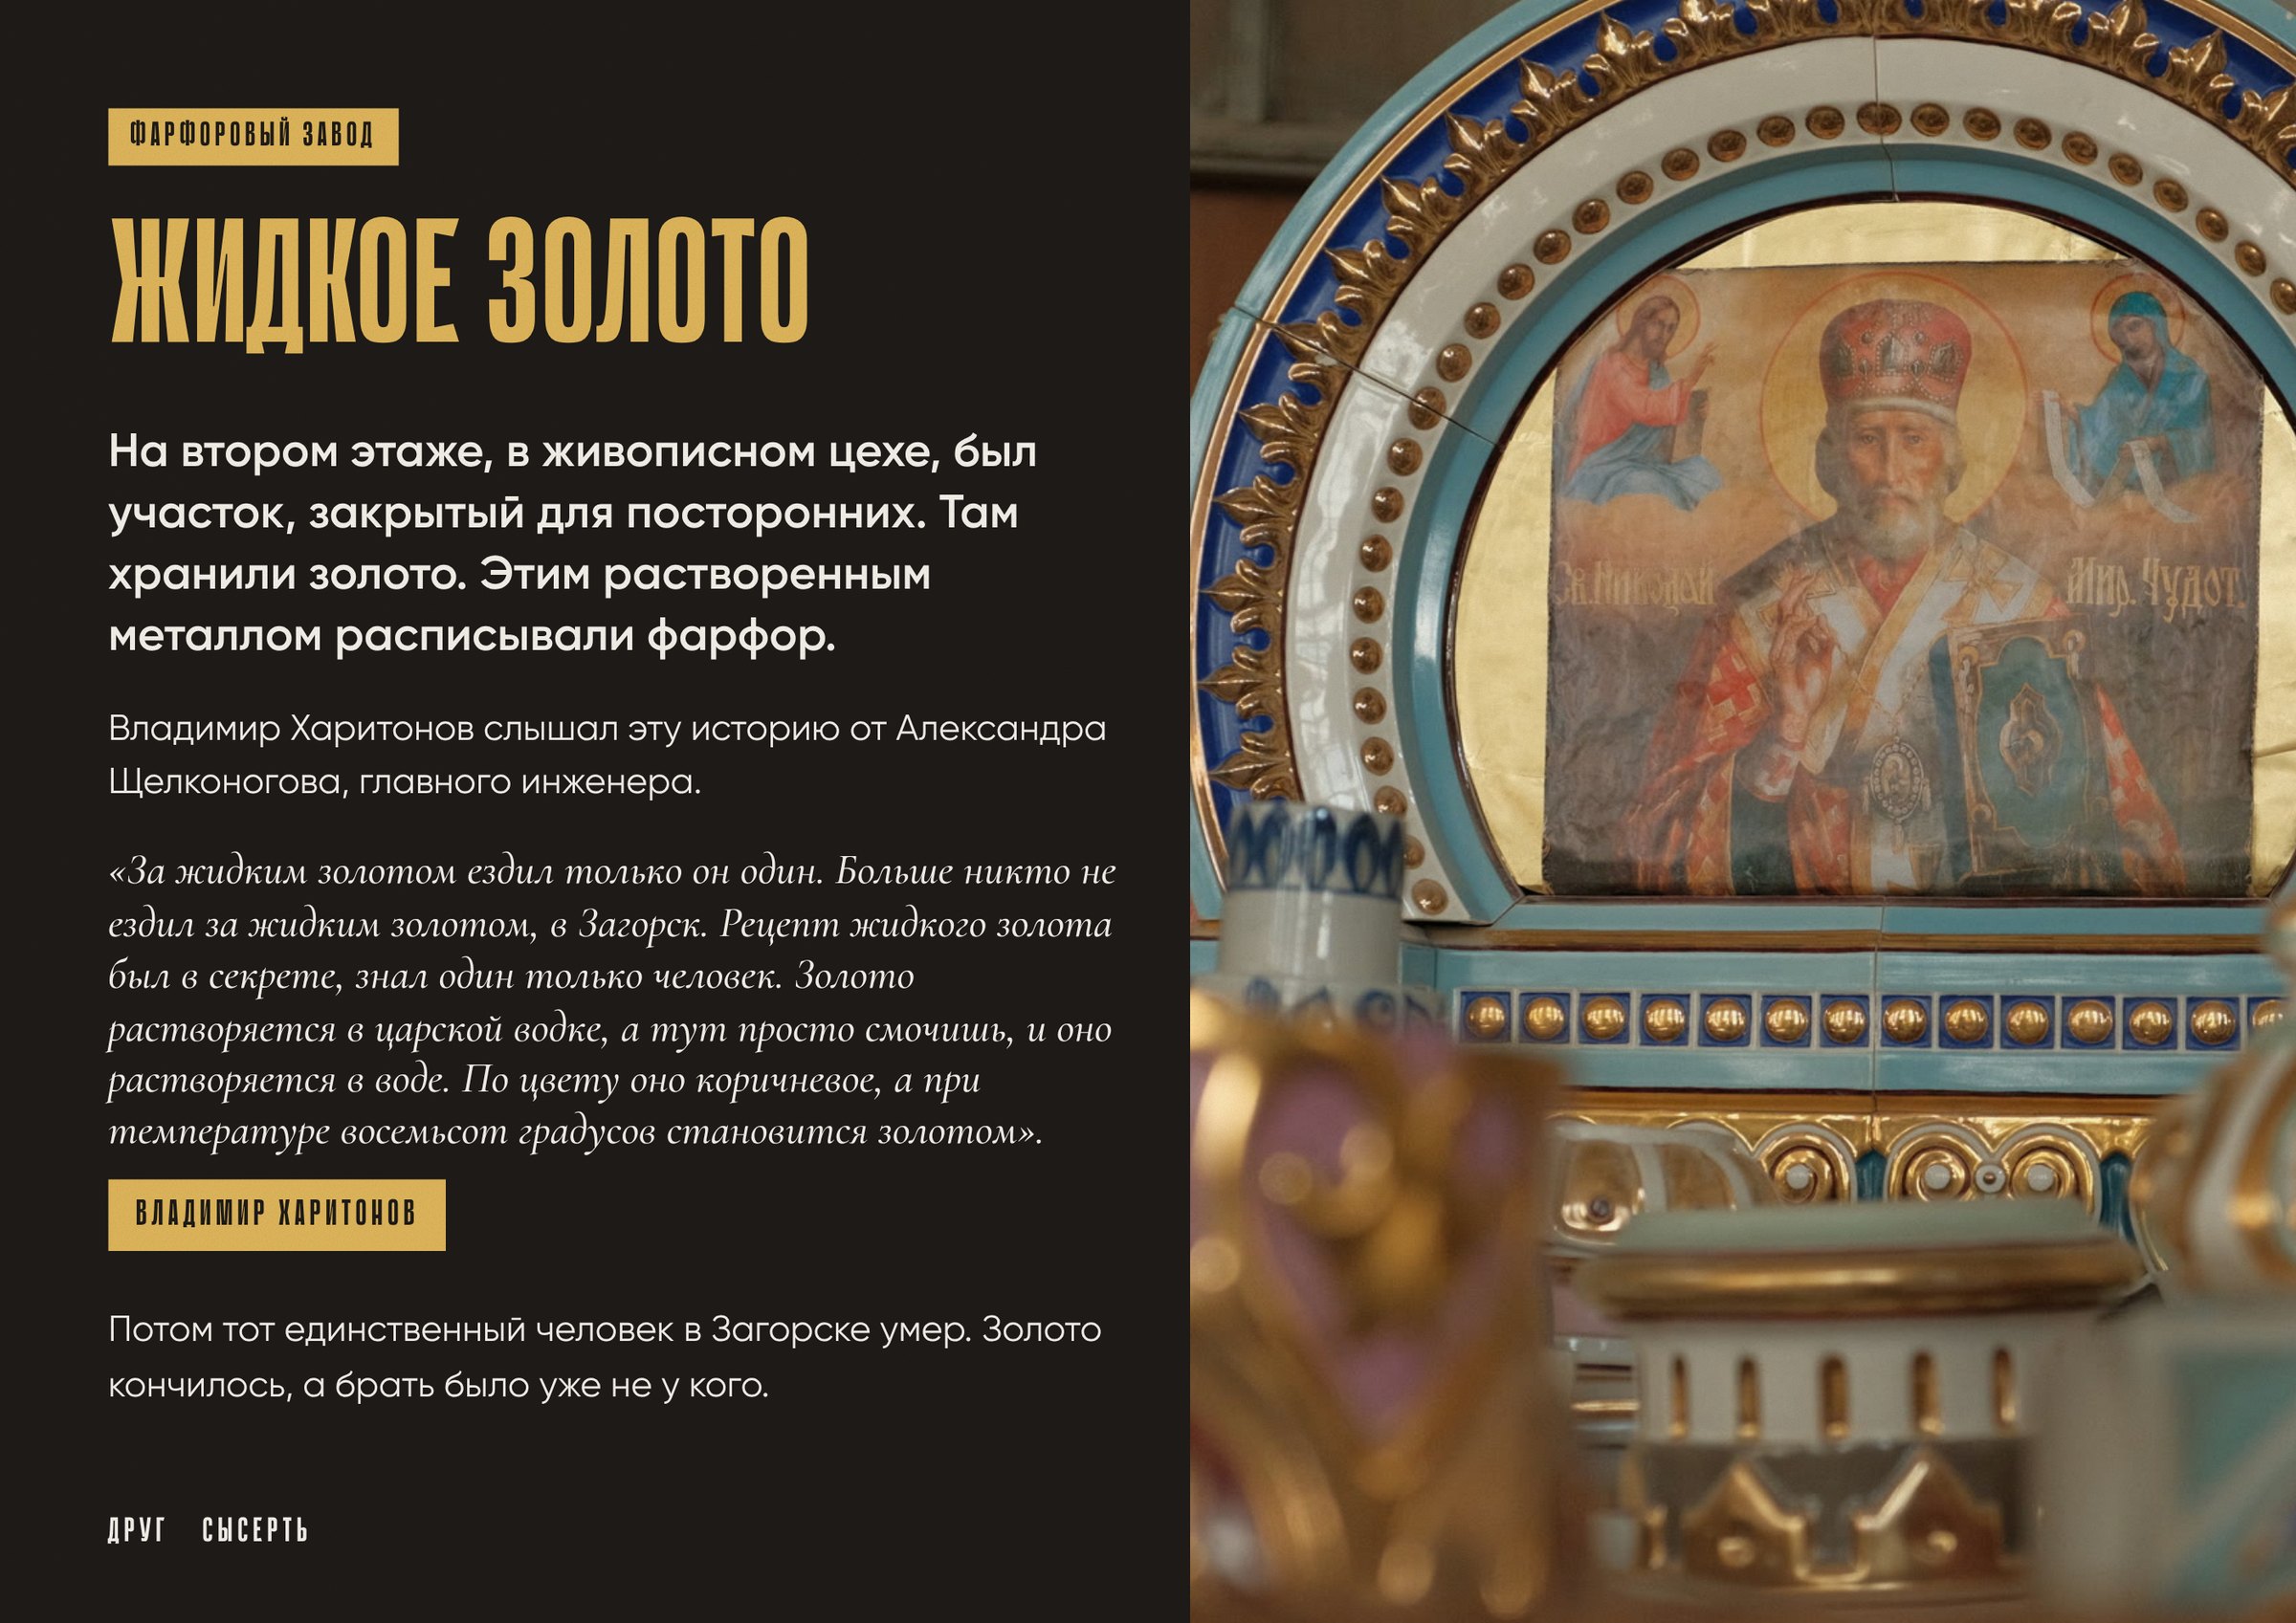 ФАРФОРОВЫЙ ЗАВОД
ЖИДКОЕ ЗОЛОТО
На втором этаже, в живописном цехе, был
участок, закрытый для посторонних. Там
хранили золото. Этим растворенным
металлом расписывали фарфор.
Владимир Харитонов слышал эту историю от Александра
Щелконогова, главного инженера.
«За жидким золотом ездил только он один. Больше никто не
ездил за жидким золотом, в Загорск. Рецепт жидкого золота
был в секрете, знал один только человек. Золото
растворяется в царской водке, а тут просто смочишь, и оно
растворяется в воде. По цвету оно коричневое, а при
температуре восемьсот градусов становится золотом».
ВЛАДИМИР ХАРИТОНОВ
Потом тот единственный человек в Загорске умер. Золото
кончилось, а брать было уже не у кого.
ДРУГ СЫСЕРТЬ
Св. Николай Мир. Чудот.